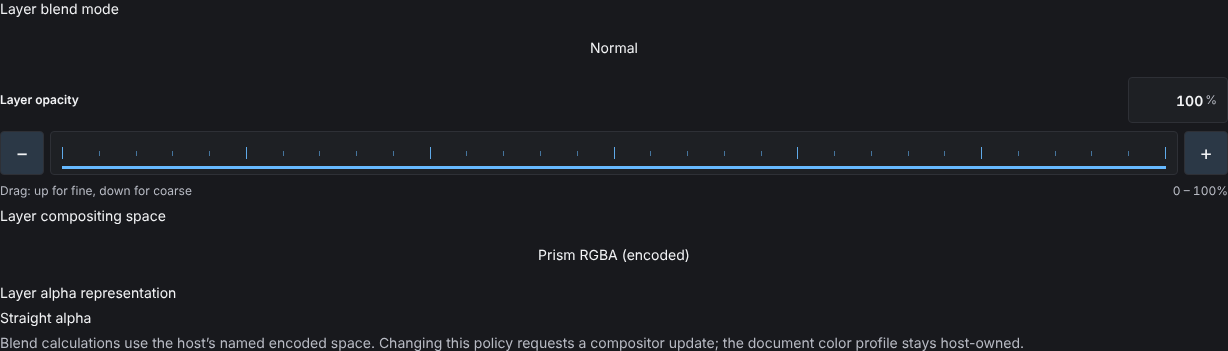 Layer blend mode
Normal
Layer opacity
100 %
− +
Drag: up for fine, down for coarse
0 – 100%
Layer compositing space
Prism RGBA (encoded)
Layer alpha representation
Straight alpha
Blend calculations use the host’s named encoded space. Changing this policy requests a compositor update; the document color profile stays host-owned.